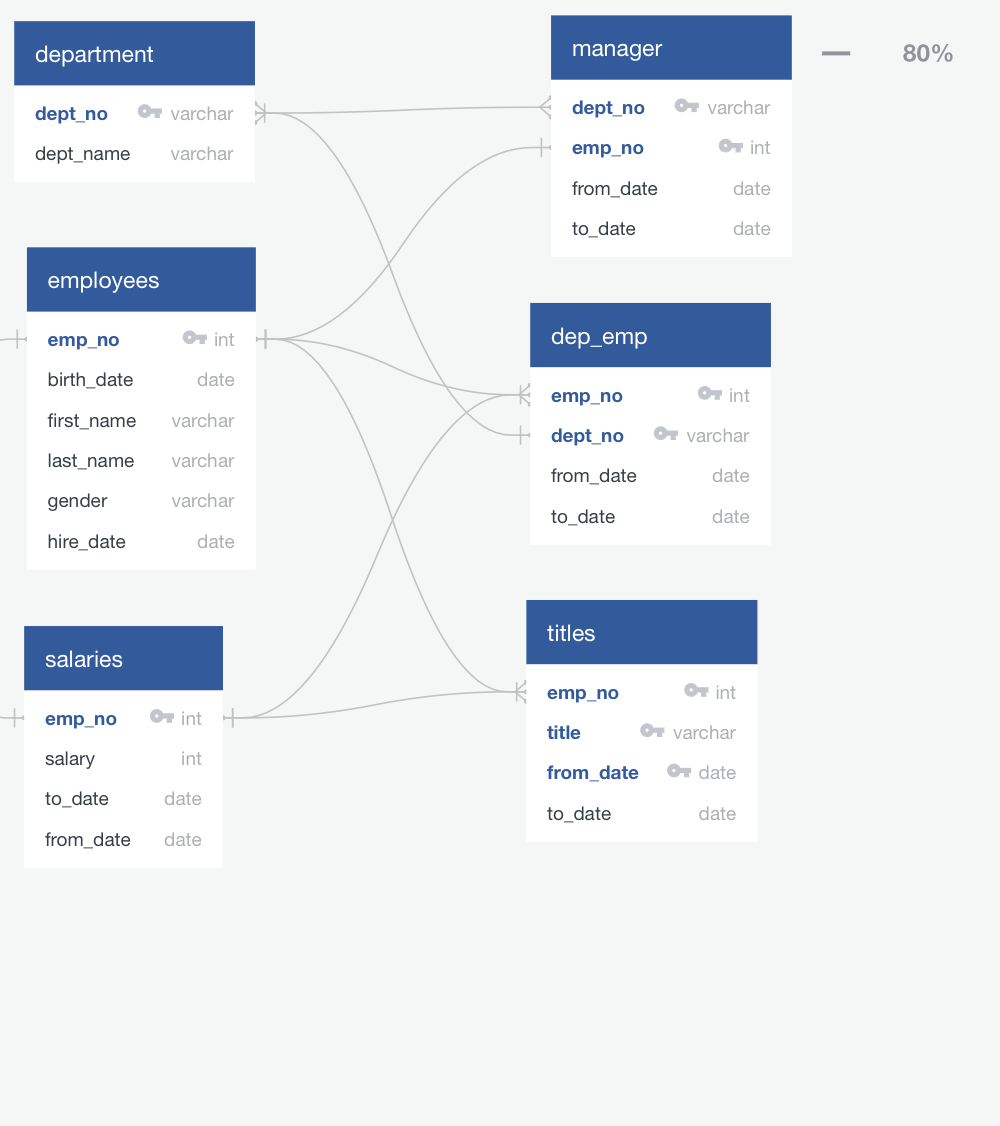 department
dept_no varchar
dept_name varchar
manager
dept_no varchar
emp_no int
from_date date
to_date date
80%
employees
emp_no int
birth_date date
first_name varchar
last_name varchar
gender varchar
hire_date date
dep_emp
emp_no int
dept_no varchar
from_date date
to_date date
salaries
emp_no int
salary int
to_date date
from_date date
titles
emp_no int
title varchar
from_date date
to_date date